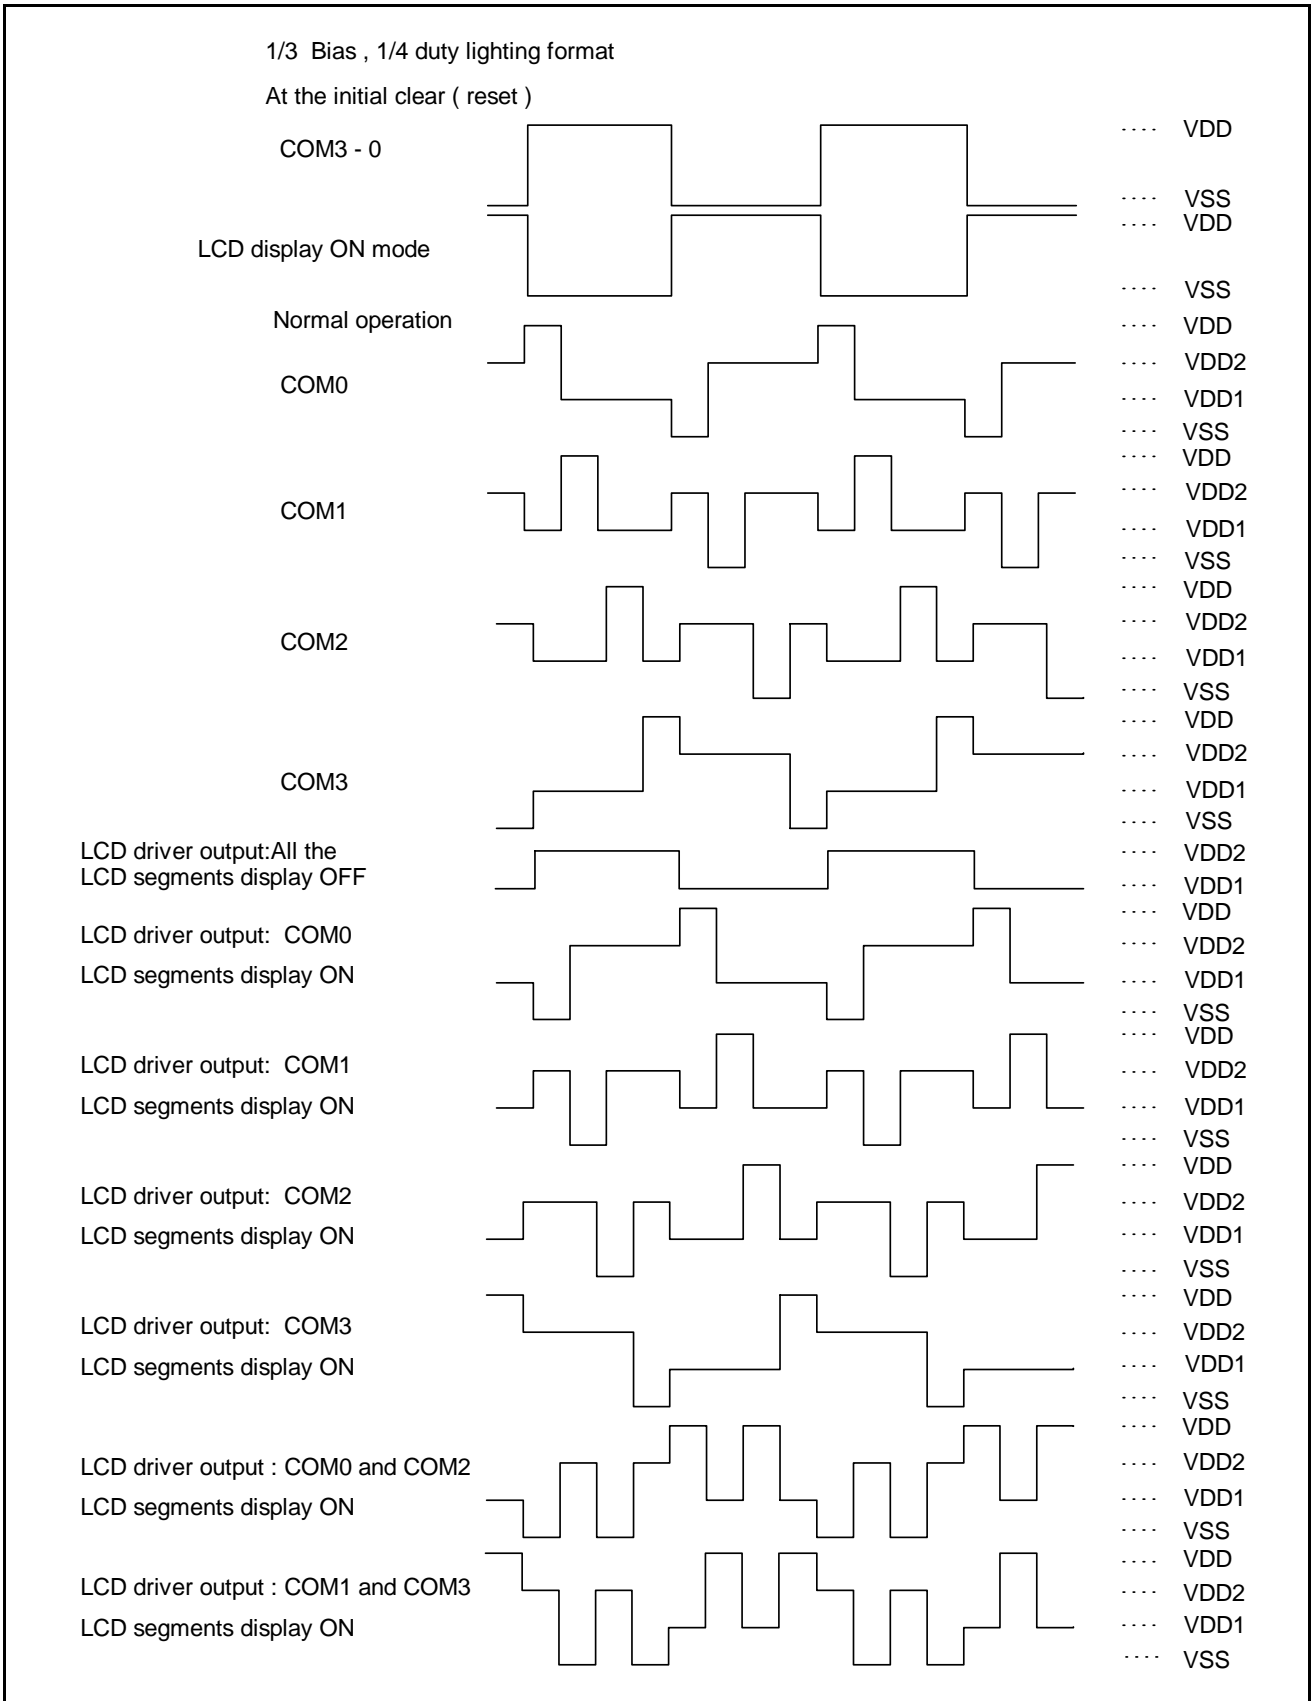 1/3 Bias , 1/4 duty lighting format
At the initial clear ( reset )
COM3 - 0
VDD
VSS
VDD
LCD display ON mode
VSS
Normal operation
VDD
VDD2
COM0
VDD1
VSS
VDD
VDD2
COM1
VDD1
VSS
VDD
VDD2
COM2
VDD1
VSS
VDD
VDD2
COM3
VDD1
VSS
LCD driver output:All the
VDD2
LCD segments display OFF
VDD1
VDD
LCD driver output: COM0
VDD2
LCD segments display ON
VDD1
VSS
VDD
LCD driver output: COM1
VDD2
LCD segments display ON
VDD1
VSS
VDD
LCD driver output: COM2
VDD2
LCD segments display ON
VDD1
VSS
VDD
LCD driver output: COM3
VDD2
LCD segments display ON
VDD1
VSS
VDD
LCD driver output : COM0 and COM2
VDD2
LCD segments display ON
VDD1
VSS
VDD
LCD driver output : COM1 and COM3
VDD2
LCD segments display ON
VDD1
VSS